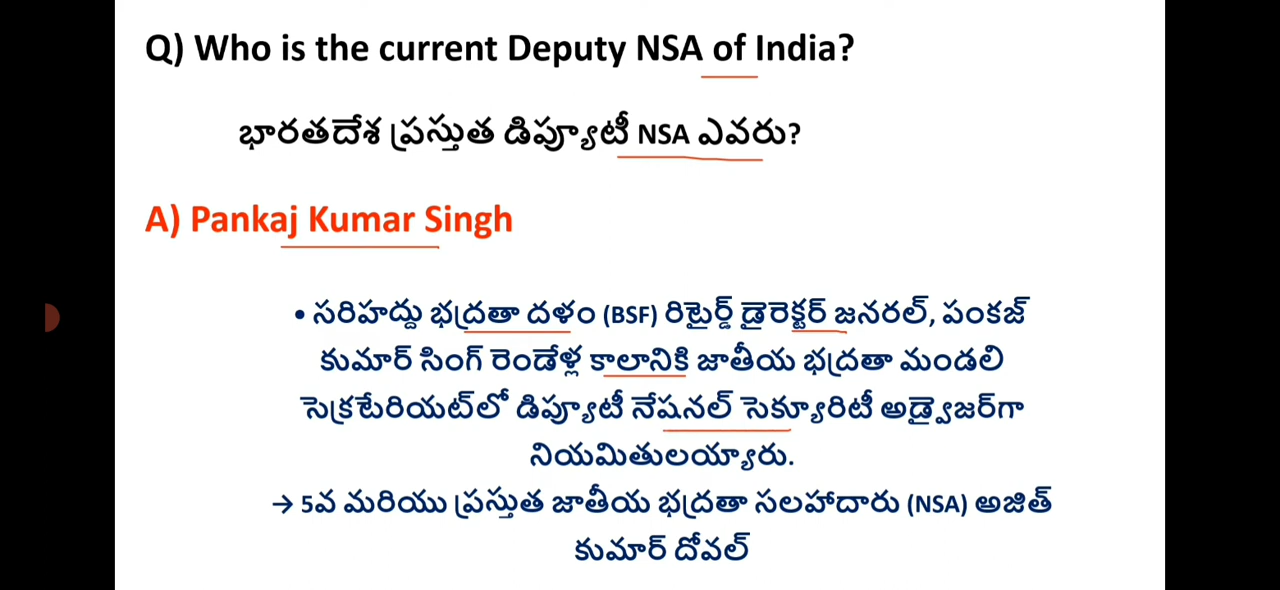 Q) Who is the current Deputy NSA of India?
భారతదేశ ప్రస్తుత డిప్యూటీ NSA ఎవరు?
A) Pankaj Kumar Singh
• సరిహద్దు భద్రతా దళం (BSF) రిటైర్డ్ డైరెక్టర్ జనరల్, పంకజ్
కుమార్ సింగ్ రెండేళ్ల కాలానికి జాతీయ భద్రతా మండలి
సెక్రటేరియట్‌లో డిప్యూటీ నేషనల్ సెక్యూరిటీ అడ్వైజర్‌గా
నియమితులయ్యారు.
→ 5వ మరియు ప్రస్తుత జాతీయ భద్రతా సలహాదారు (NSA) అజిత్
కుమార్ దోవల్